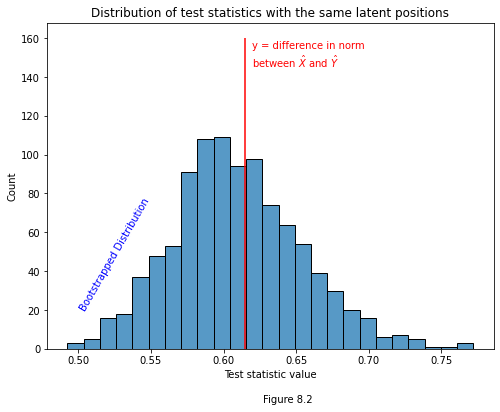 Distribution of test statistics with the same latent positions
160
140
120
100
80
60
40
20
0
Count
y = difference in norm
between X̂ and Ŷ
Bootstrapped Distribution
0.50 0.55 0.60 0.65 0.70 0.75
Test statistic value
Figure 8.2